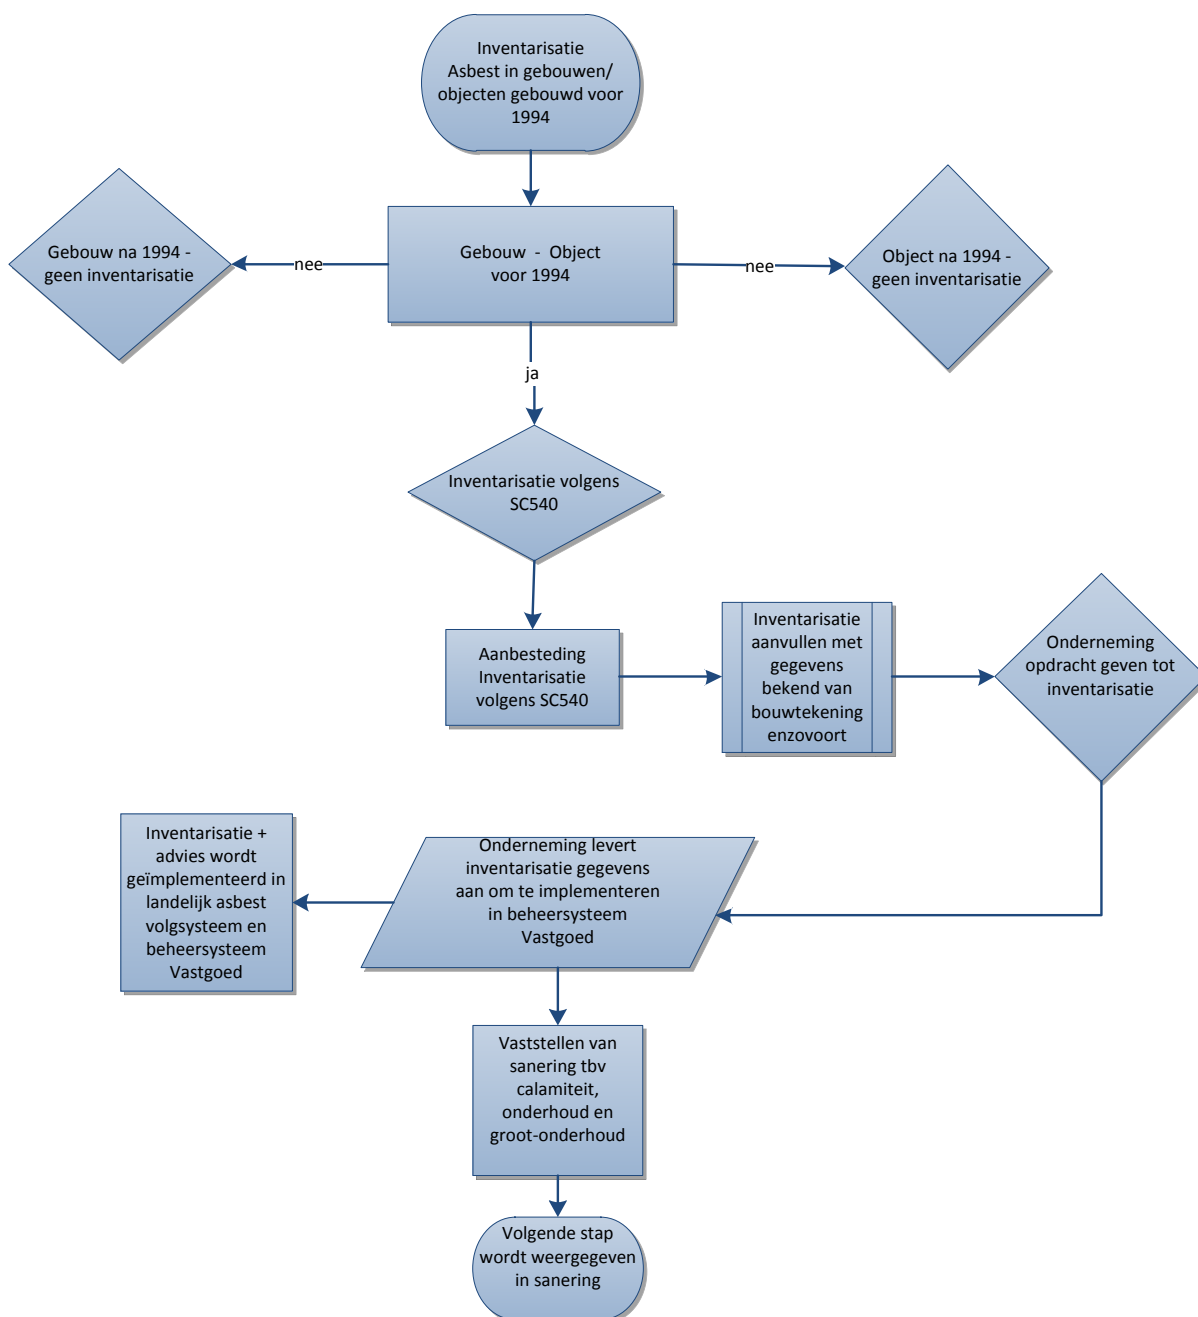 Inventarisatie
Asbest in gebouwen/
objecten gebouwd voor
1994
Gebouw na 1994 -
geen inventarisatie
nee
Gebouw - Object
voor 1994
nee
Object na 1994 -
geen inventarisatie
ja
Inventarisatie volgens
SC540
Aanbesteding
Inventarisatie
volgens SC540
Inventarisatie
aanvullen met
gegevens
bekend van
bouwtekening
enzovoort
Onderneming
opdracht geven tot
inventarisatie
Inventarisatie +
advies wordt
geïmplementeerd in
landelijk asbest
volgsysteem en
beheersysteem
Vastgoed
Onderneming levert
inventarisatie gegevens
aan om te implementeren
in beheersysteem
Vastgoed
Vaststellen van
sanering tbv
calamiteit,
onderhoud en
groot-onderhoud
Volgende stap
wordt weergegeven
in sanering